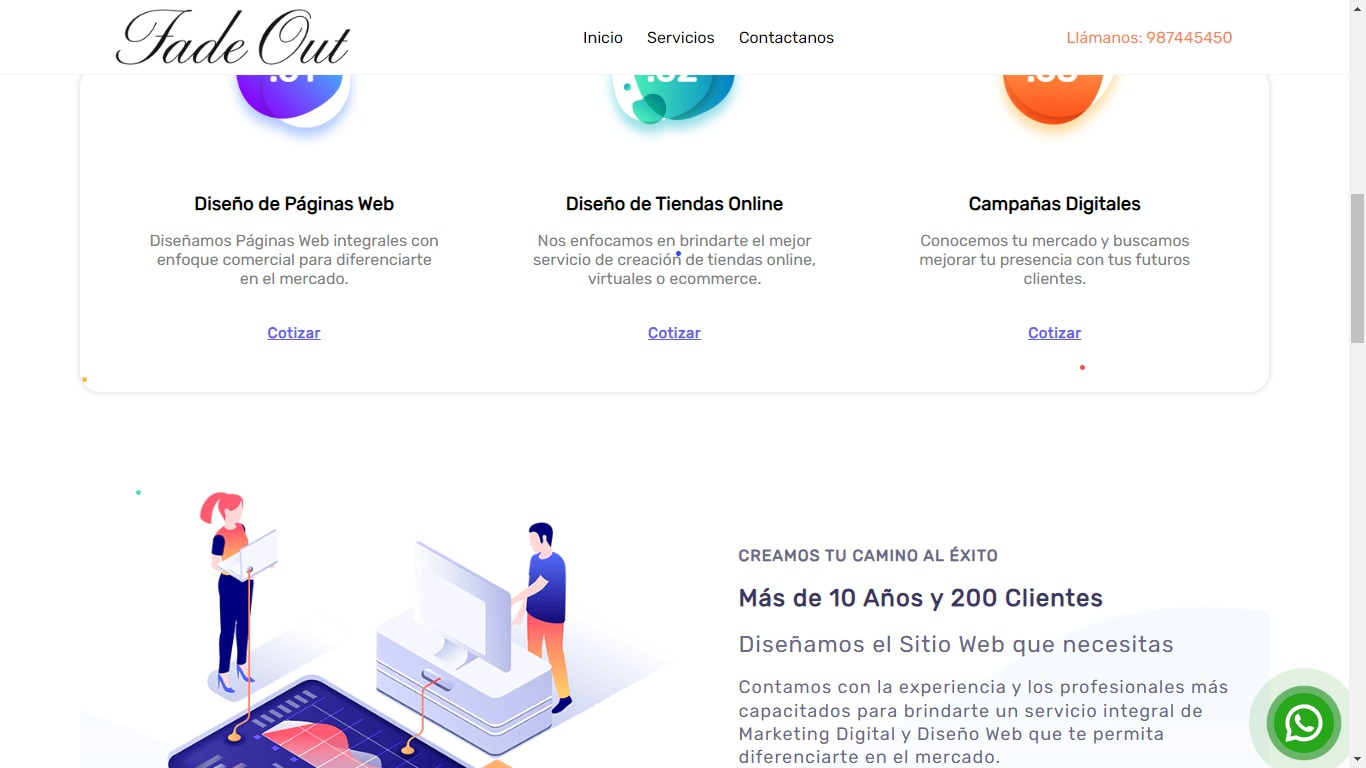 Fade Out
Inicio Servicios Contactanos
Llámanos: 987445450
Diseño de Páginas Web
Diseñamos Páginas Web integrales con
enfoque comercial para diferenciarte
en el mercado.
Cotizar
Diseño de Tiendas Online
Nos enfocamos en brindarte el mejor
servicio de creación de tiendas online,
virtuales o ecommerce.
Cotizar
Campañas Digitales
Conocemos tu mercado y buscamos
mejorar tu presencia con tus futuros
clientes.
Cotizar
CREAMOS TU CAMINO AL ÉXITO
Más de 10 Años y 200 Clientes
Diseñamos el Sitio Web que necesitas
Contamos con la experiencia y los profesionales más
capacitados para brindarte un servicio integral de
Marketing Digital y Diseño Web que te permita
diferenciarte en el mercado.